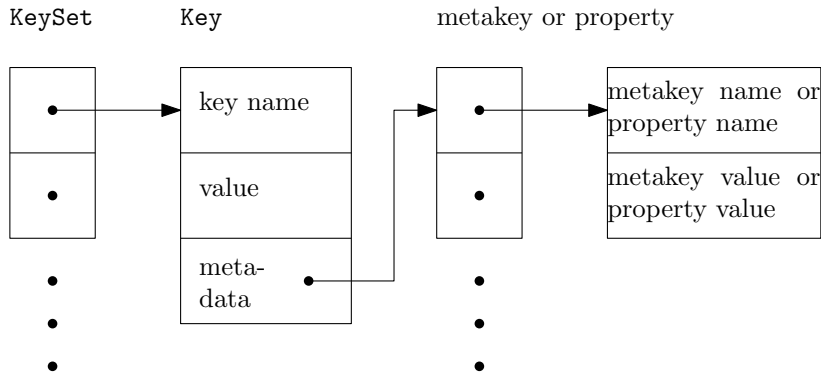 KeySet
Key
metakey or property
key name
value
meta-
data
metakey name or
property name
metakey value or
property value